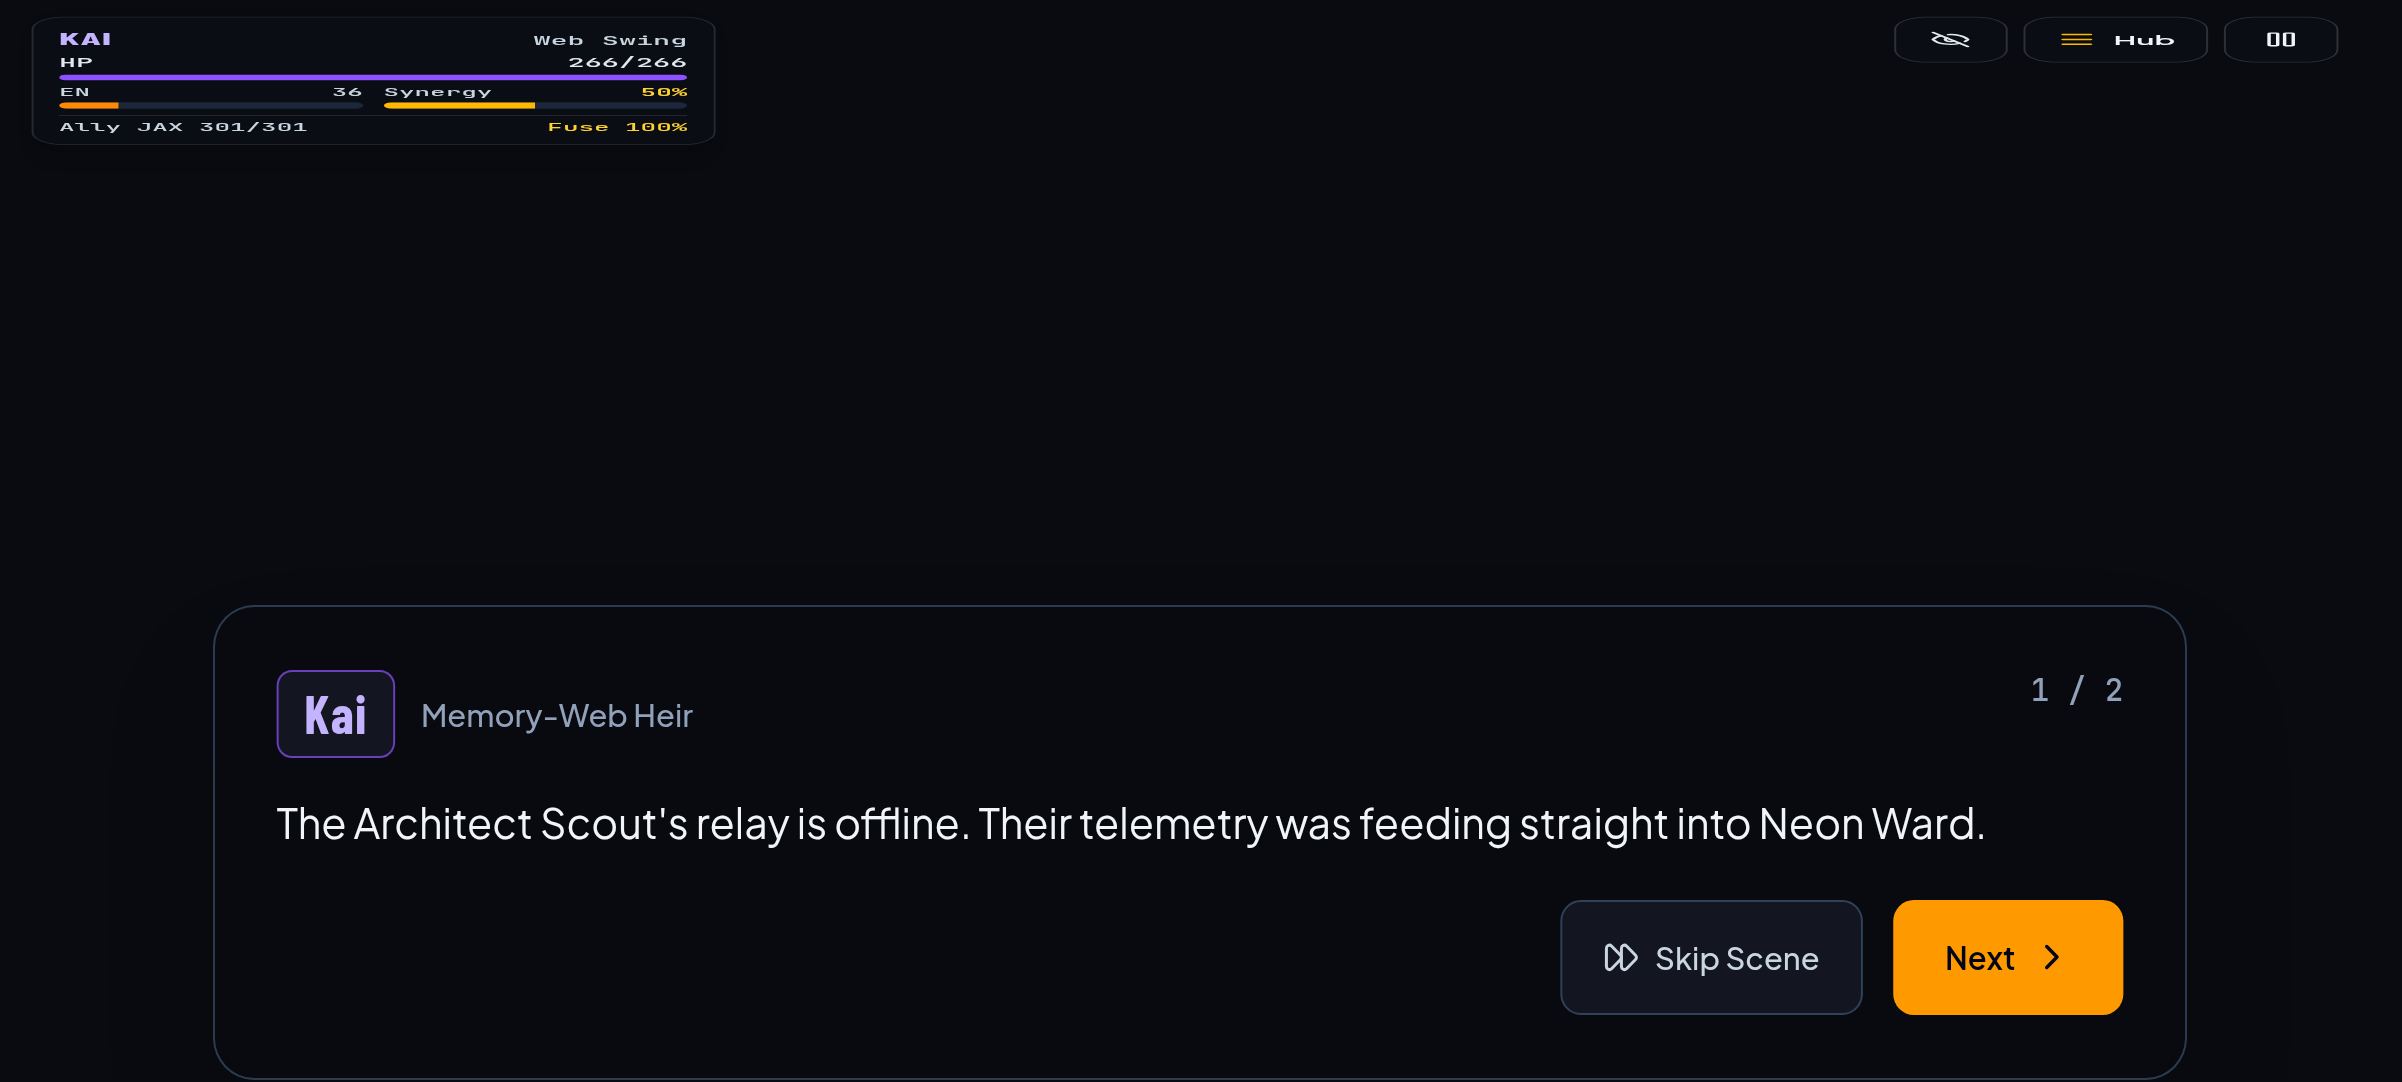 KAI Web Swing
HP 266/266
EN 36 Synergy 50%
Ally JAX 301/301 Fuse 100%
Hub
Kai Memory-Web Heir 1 / 2
The Architect Scout's relay is offline. Their telemetry was feeding straight into Neon Ward.
Skip Scene Next